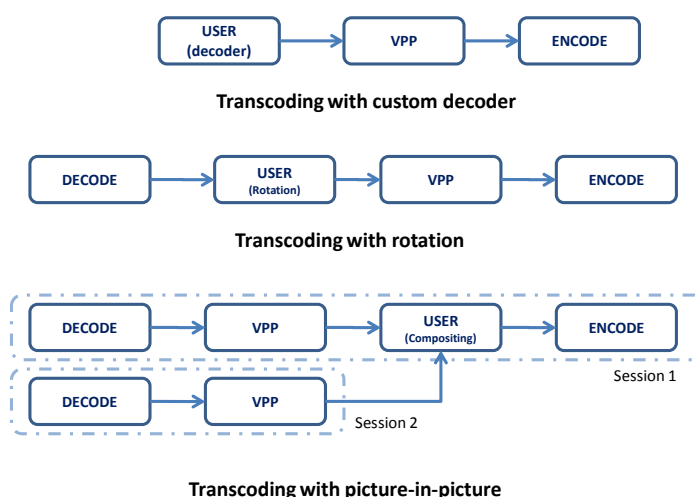 USER
(decoder)
VPP
ENCODE
Transcoding with custom decoder
DECODE
USER
(Rotation)
VPP
ENCODE
Transcoding with rotation
DECODE
VPP
USER
(Compositing)
ENCODE
Session 1
DECODE
VPP
Session 2
Transcoding with picture-in-picture